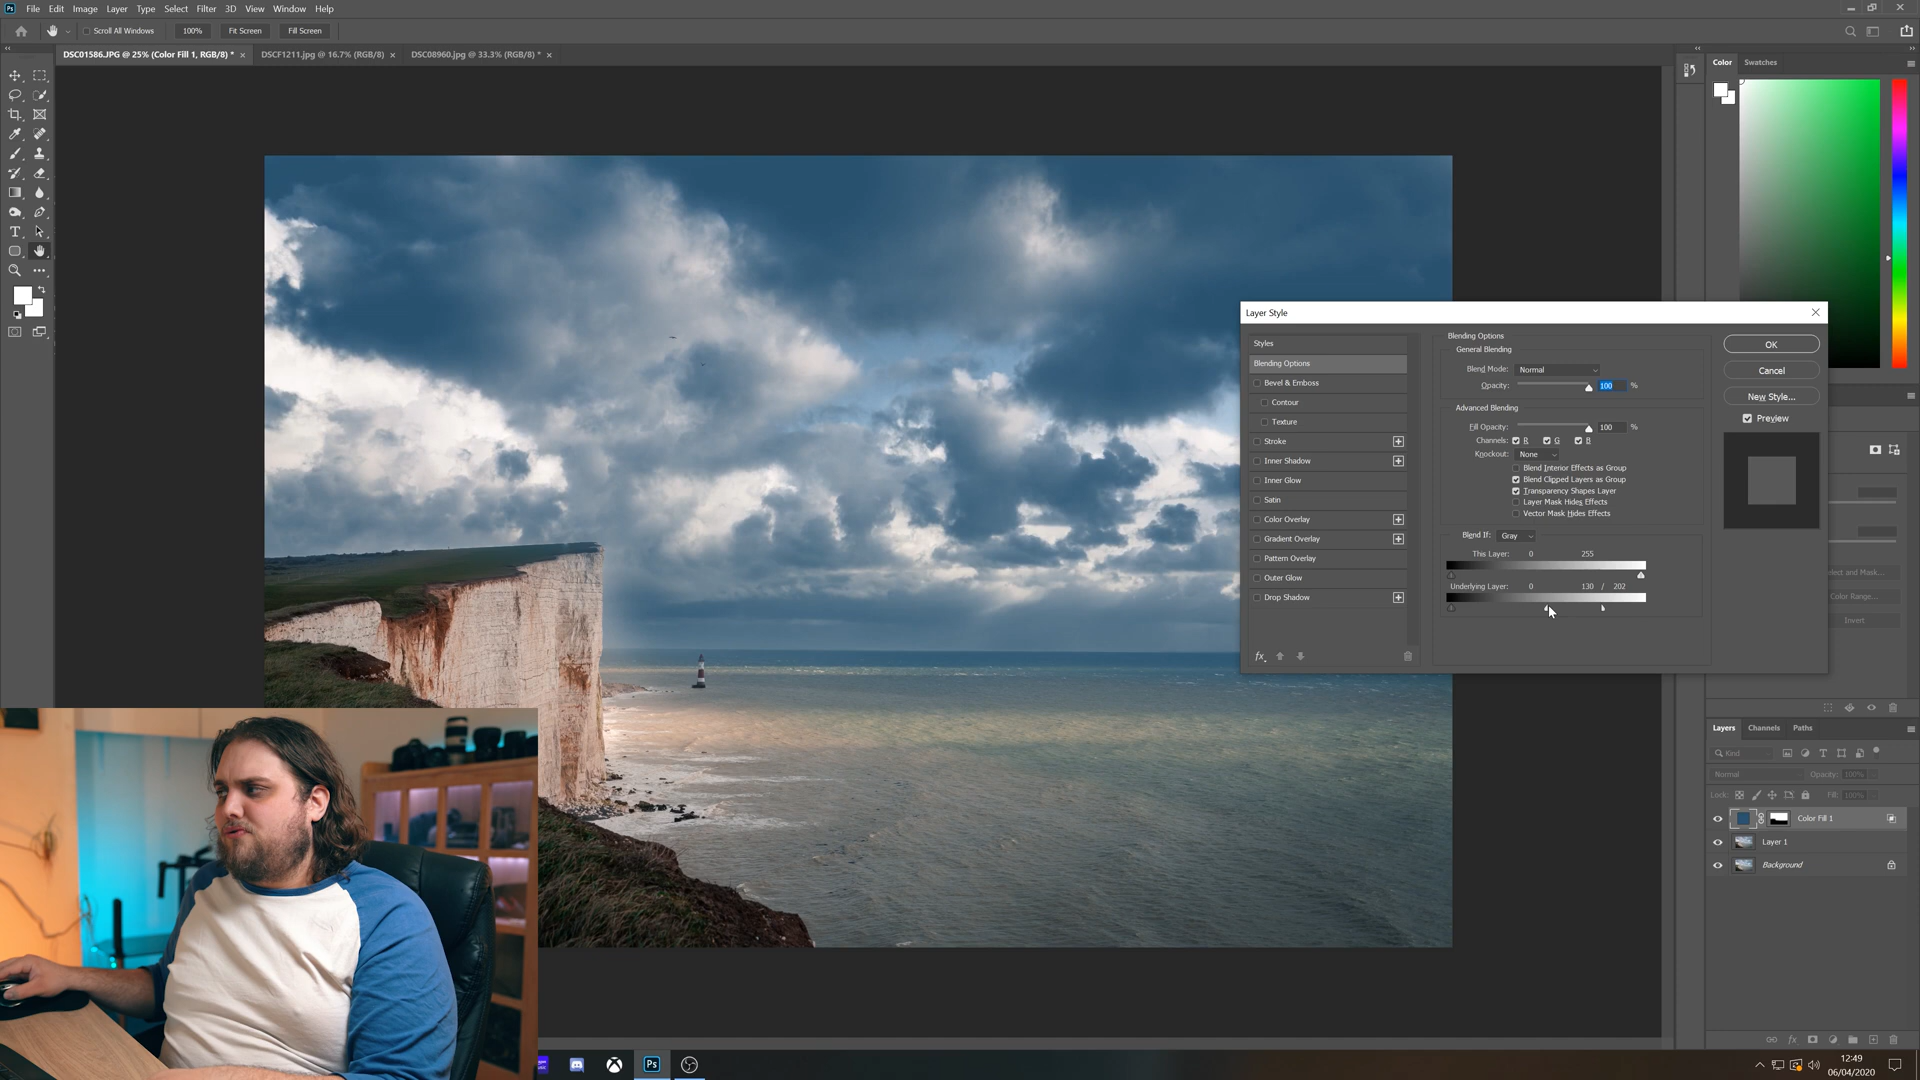 Ps File Edit Image Layer Type Select Filter 3D View Window Help
Scroll All Windows 100% Fit Screen Fill Screen
DSC01586.JPG @ 25% (Color Fill 1, RGB/8) * × DSCF1211.jpg @ 16.7% (RGB/8) × DSC08960.jpg @ 33.3% (RGB/8) * ×
Color Swatches
Layer Style
Styles
Blending Options
Bevel & Emboss
Contour
Texture
Stroke
Inner Shadow
Inner Glow
Satin
Color Overlay
Gradient Overlay
Pattern Overlay
Outer Glow
Drop Shadow
fx
Blending Options
General Blending
Blend Mode: Normal
Opacity: 100 %
Advanced Blending
Fill Opacity: 100 %
Channels: R G B
Knockout: None
Blend Interior Effects as Group
Blend Clipped Layers as Group
Transparency Shapes Layer
Layer Mask Hides Effects
Vector Mask Hides Effects
Blend If: Gray
This Layer: 0 255
Underlying Layer: 0 130 / 202
OK
Cancel
New Style...
Preview
elect and Mask...
Color Range...
Invert
Layers Channels Paths
Kind
Normal Opacity: 100%
Lock: Fill: 100%
Color Fill 1
Layer 1
Background
fx
Ps
12:49
06/04/2020